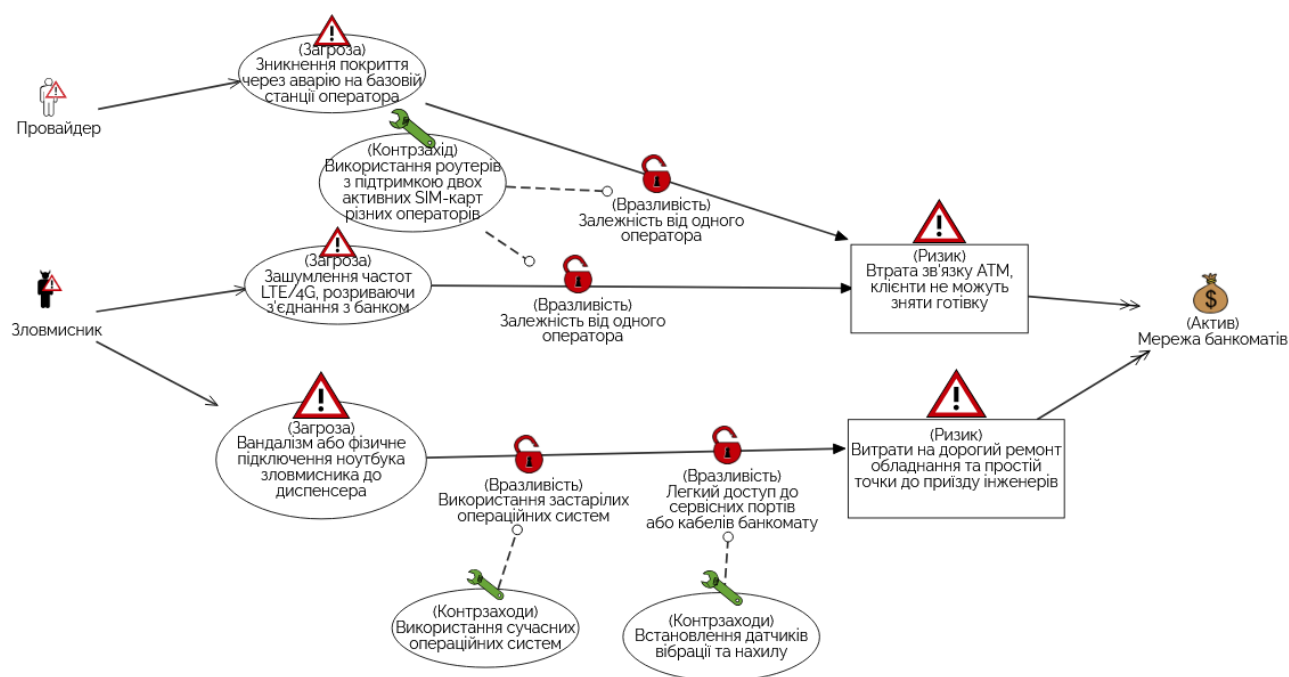 (Загроза)
Зникнення покриття
через аварію на базовій
станції оператора
Провайдер
(Контрзахід)
Використання роутерів
з підтримкою двох
активних SIM-карт
різних операторів
(Вразливість)
Залежність від одного
оператора
(Загроза)
Зашумлення частот
LTE/4G, розриваючи
з'єднання з банком
Зловмисник
(Вразливість)
Залежність від одного
оператора
(Ризик)
Втрата зв'язку ATM,
клієнти не можуть
зняти готівку
$
(Актив)
Мережа банкоматів
(Загроза)
Вандалізм або фізичне
підключення ноутбука
зловмисника до
диспенсера
(Вразливість)
Використання застарілих
операційних систем
(Вразливість)
Легкий доступ до
сервісних портів
або кабелів банкомату
(Ризик)
Витрати на дорогий ремонт
обладнання та простій
точки до приїзду інженерів
(Контрзаходи)
Використання сучасних
операційних систем
(Контрзаходи)
Встановлення датчиків
вібрації та нахилу